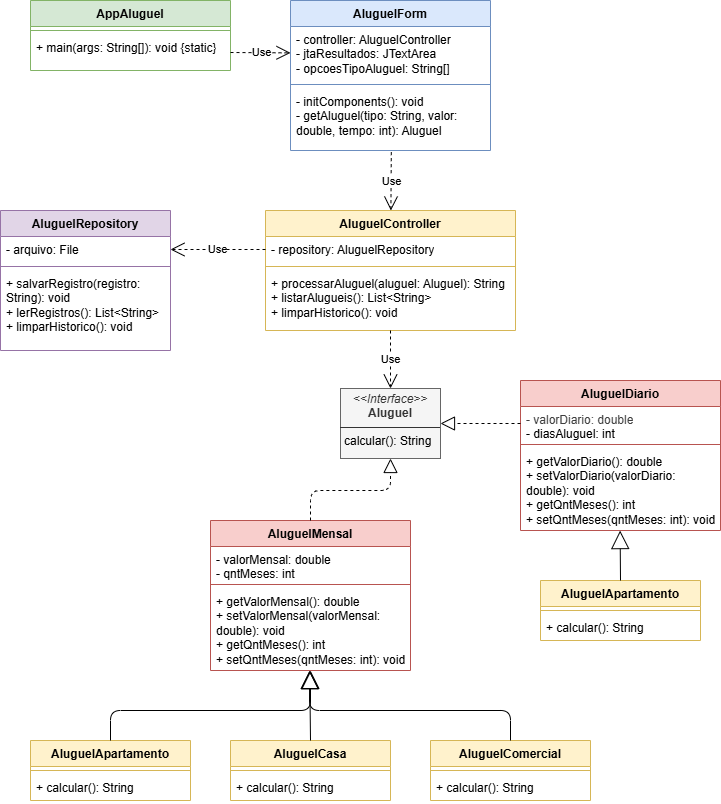 AppAluguel
+ main(args: String[]): void {static}
Use
AluguelForm
- controller: AluguelController
- jtaResultados: JTextArea
- opcoesTipoAluguel: String[]
- initComponents(): void
- getAluguel(tipo: String, valor:
double, tempo: int): Aluguel
Use
AluguelRepository
- arquivo: File
+ salvarRegistro(registro:
String): void
+ lerRegistros(): List<String>
+ limparHistorico(): void
Use
AluguelController
- repository: AluguelRepository
+ processarAluguel(aluguel: Aluguel): String
+ listarAlugueis(): List<String>
+ limparHistorico(): void
Use
<<Interface>>
Aluguel
calcular(): String
AluguelDiario
- valorDiario: double
- diasAluguel: int
+ getValorDiario(): double
+ setValorDiario(valorDiario:
double): void
+ getQntMeses(): int
+ setQntMeses(qntMeses: int): void
AluguelMensal
- valorMensal: double
- qntMeses: int
+ getValorMensal(): double
+ setValorMensal(valorMensal:
double): void
+ getQntMeses(): int
+ setQntMeses(qntMeses: int): void
AluguelApartamento
+ calcular(): String
AluguelApartamento
+ calcular(): String
AluguelCasa
+ calcular(): String
AluguelComercial
+ calcular(): String